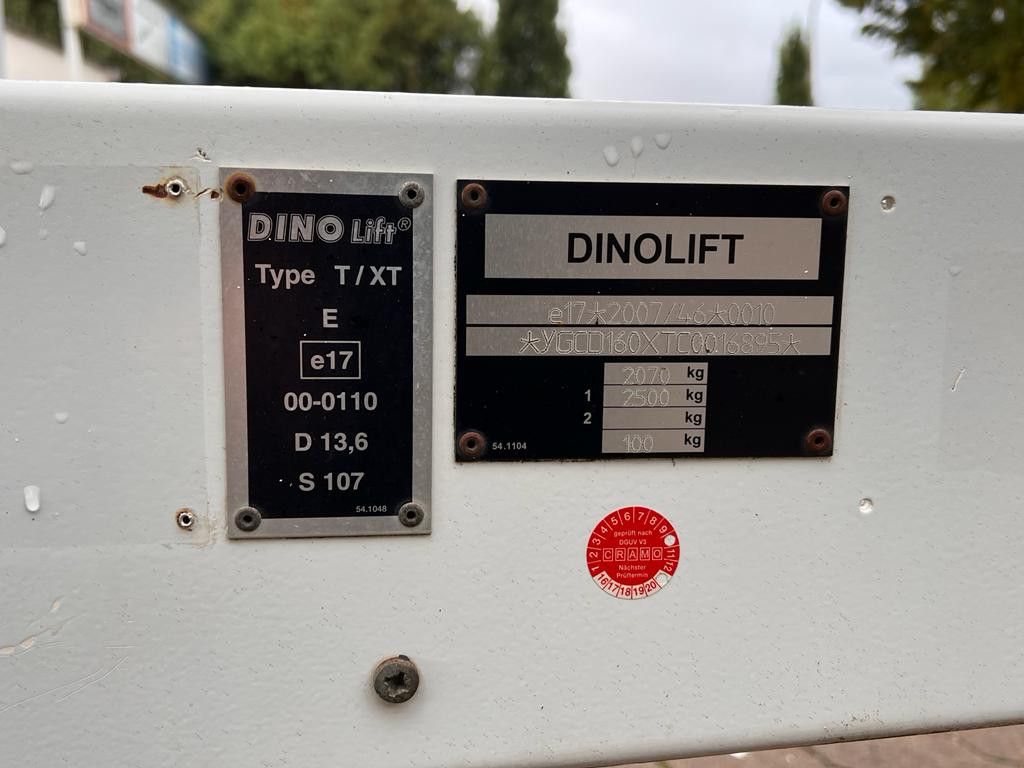 DINO Lift®
Type T/XT
E
e17
00-0110
D 13,6
S 107
54.1048
DINOLIFT
e17*2007/46*0010
*YGCD160XTC0016895*
2070 kg
1 2500 kg
2 kg
100 kg
54.1104
1 2 3 4 5 6 7 8 9 11 12
geprüft nach
DGUV V3
CRAMO
Nächster
Prüftermin
16 17 18 19 20